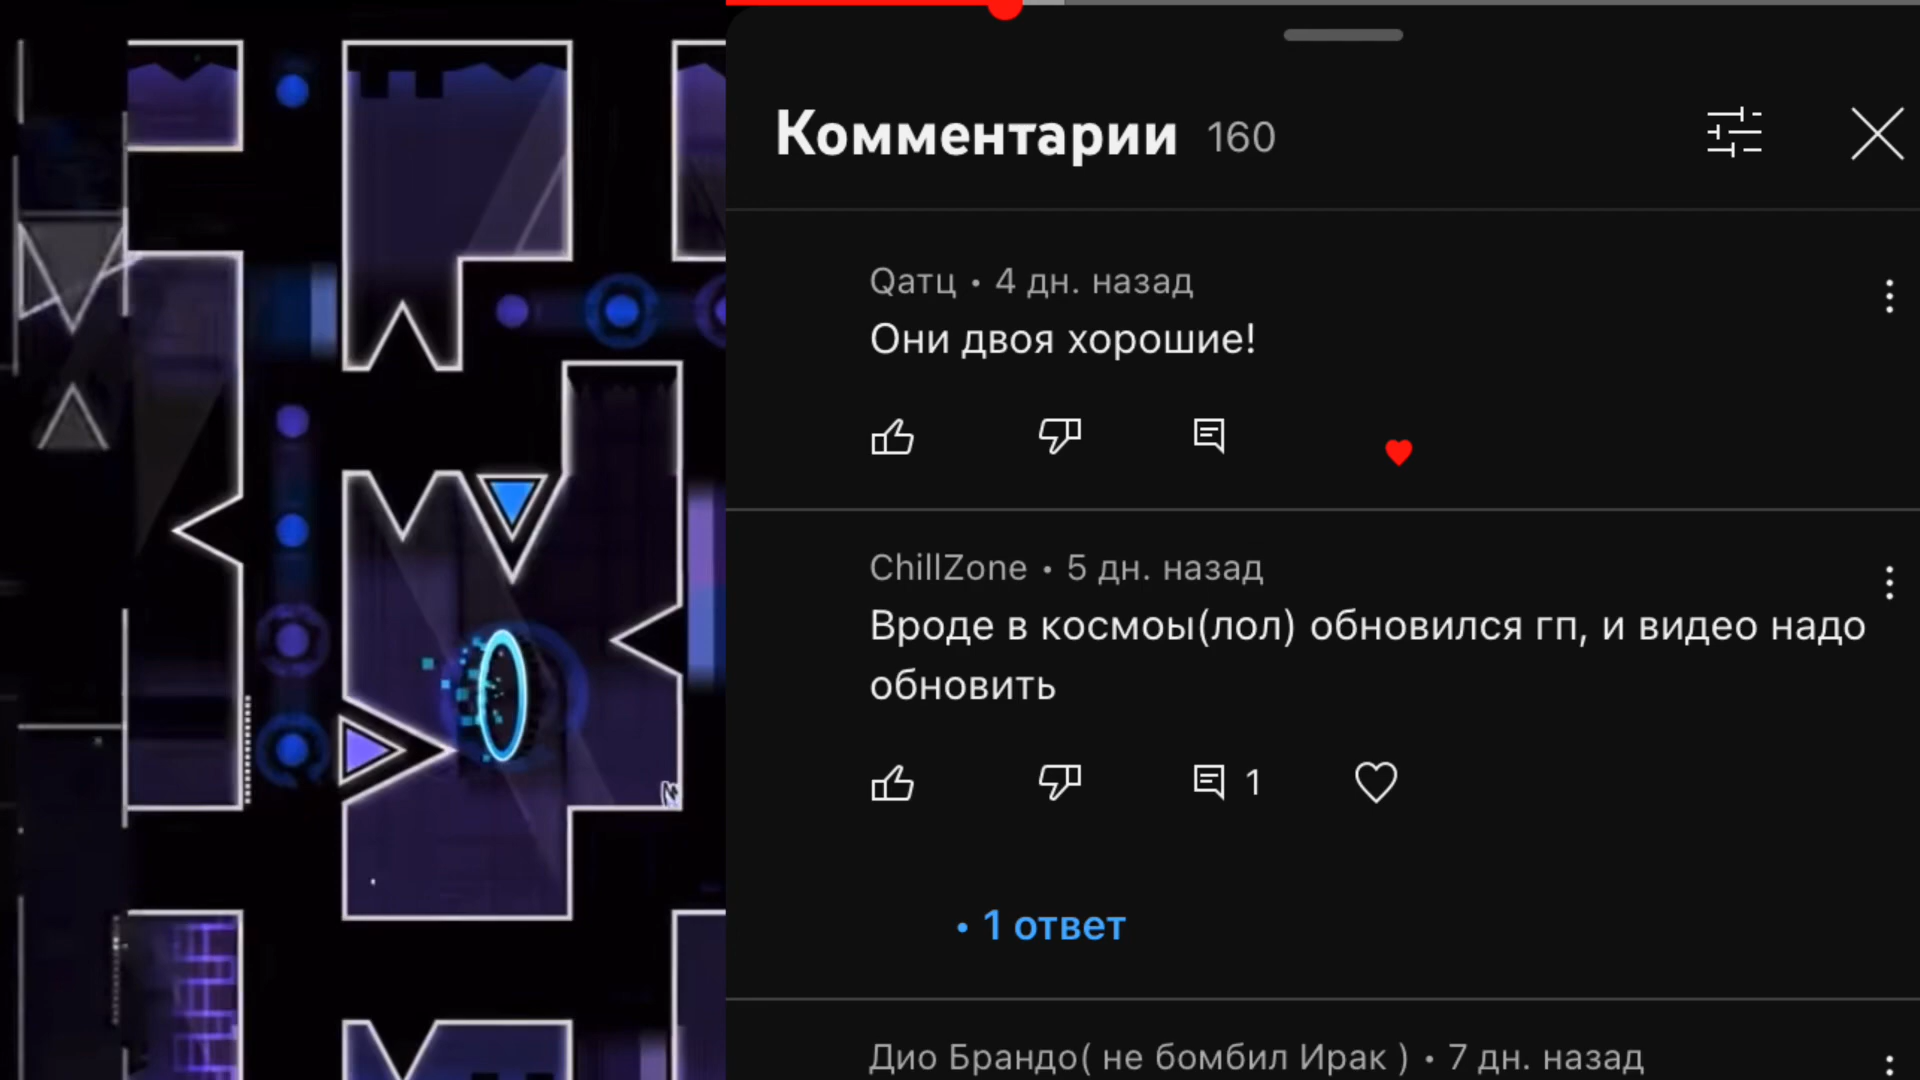 Комментарии 160
Qатц • 4 дн. назад
Они двоя хорошие!
ChillZone • 5 дн. назад
Вроде в космоы(лол) обновился гп, и видео надо
обновить
1
• 1 ответ
Дио Брандо( не бомбил Ирак ) • 7 дн. назад